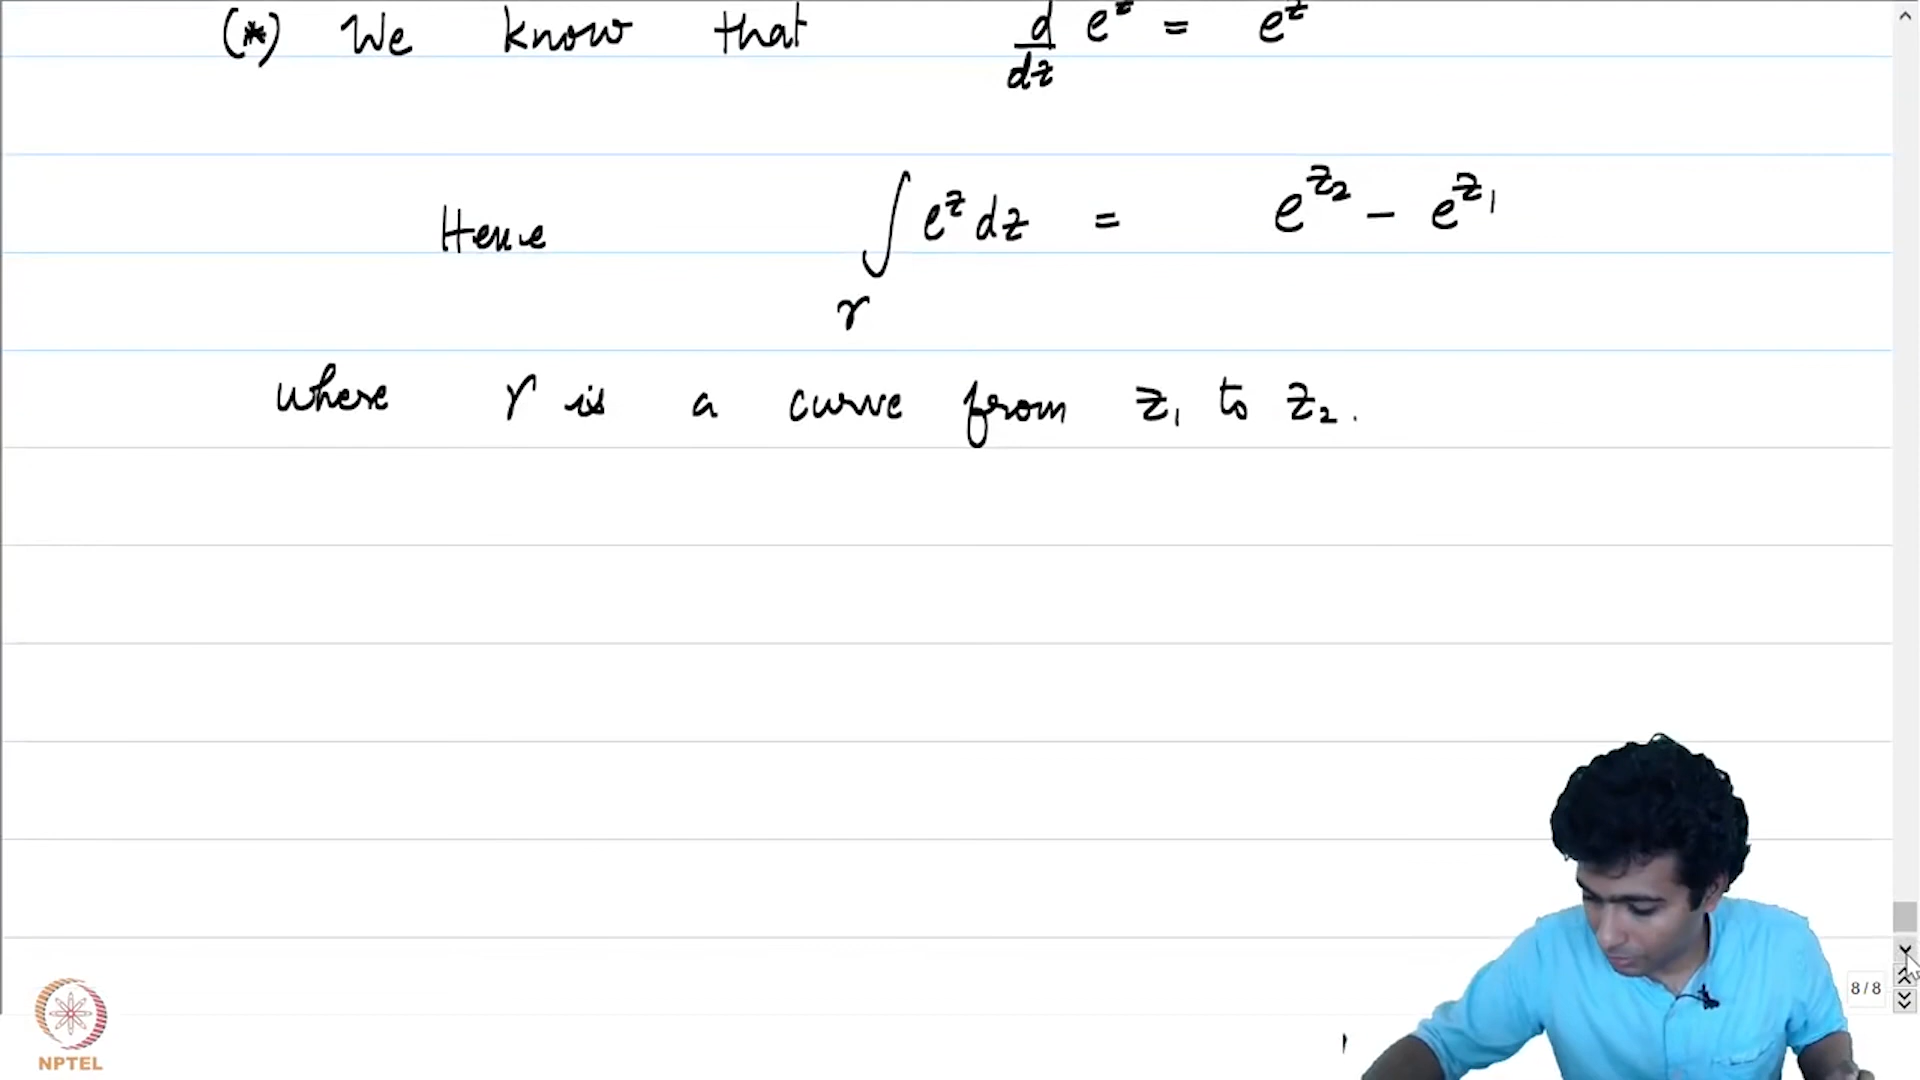 (*) We know that d/dz e^z = e^z
Hence ∫_γ e^z dz = e^{z_2} - e^{z_1}
where γ is a curve from z_1 to z_2.
8 / 8
NPTEL